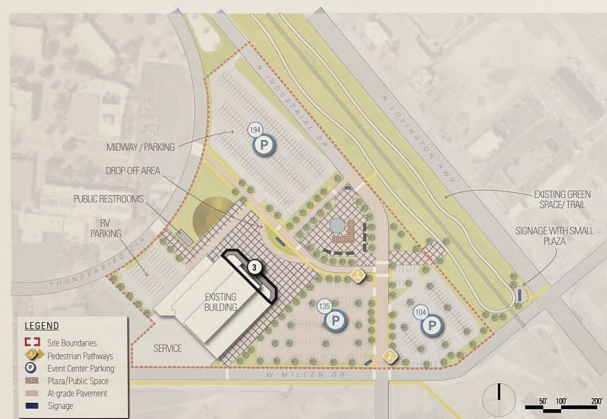 N INDUSTRIAL DR
N LOVINGTON HWY
194
P
MIDWAY / PARKING
DROP-OFF AREA
PUBLIC RESTROOMS
RV
PARKING
EXISTING GREEN
SPACE/ TRAIL
SIGNAGE WITH SMALL
PLAZA
THUNDERBIRD CIR
3
EXISTING
BUILDING
135
P
104
P
SERVICE
W MILLEN DR
LEGEND
Site Boundaries
Pedestrian Pathways
P
Event Center Parking
Plaza/Public Space
At-grade Pavement
Signage
50' 100' 200'